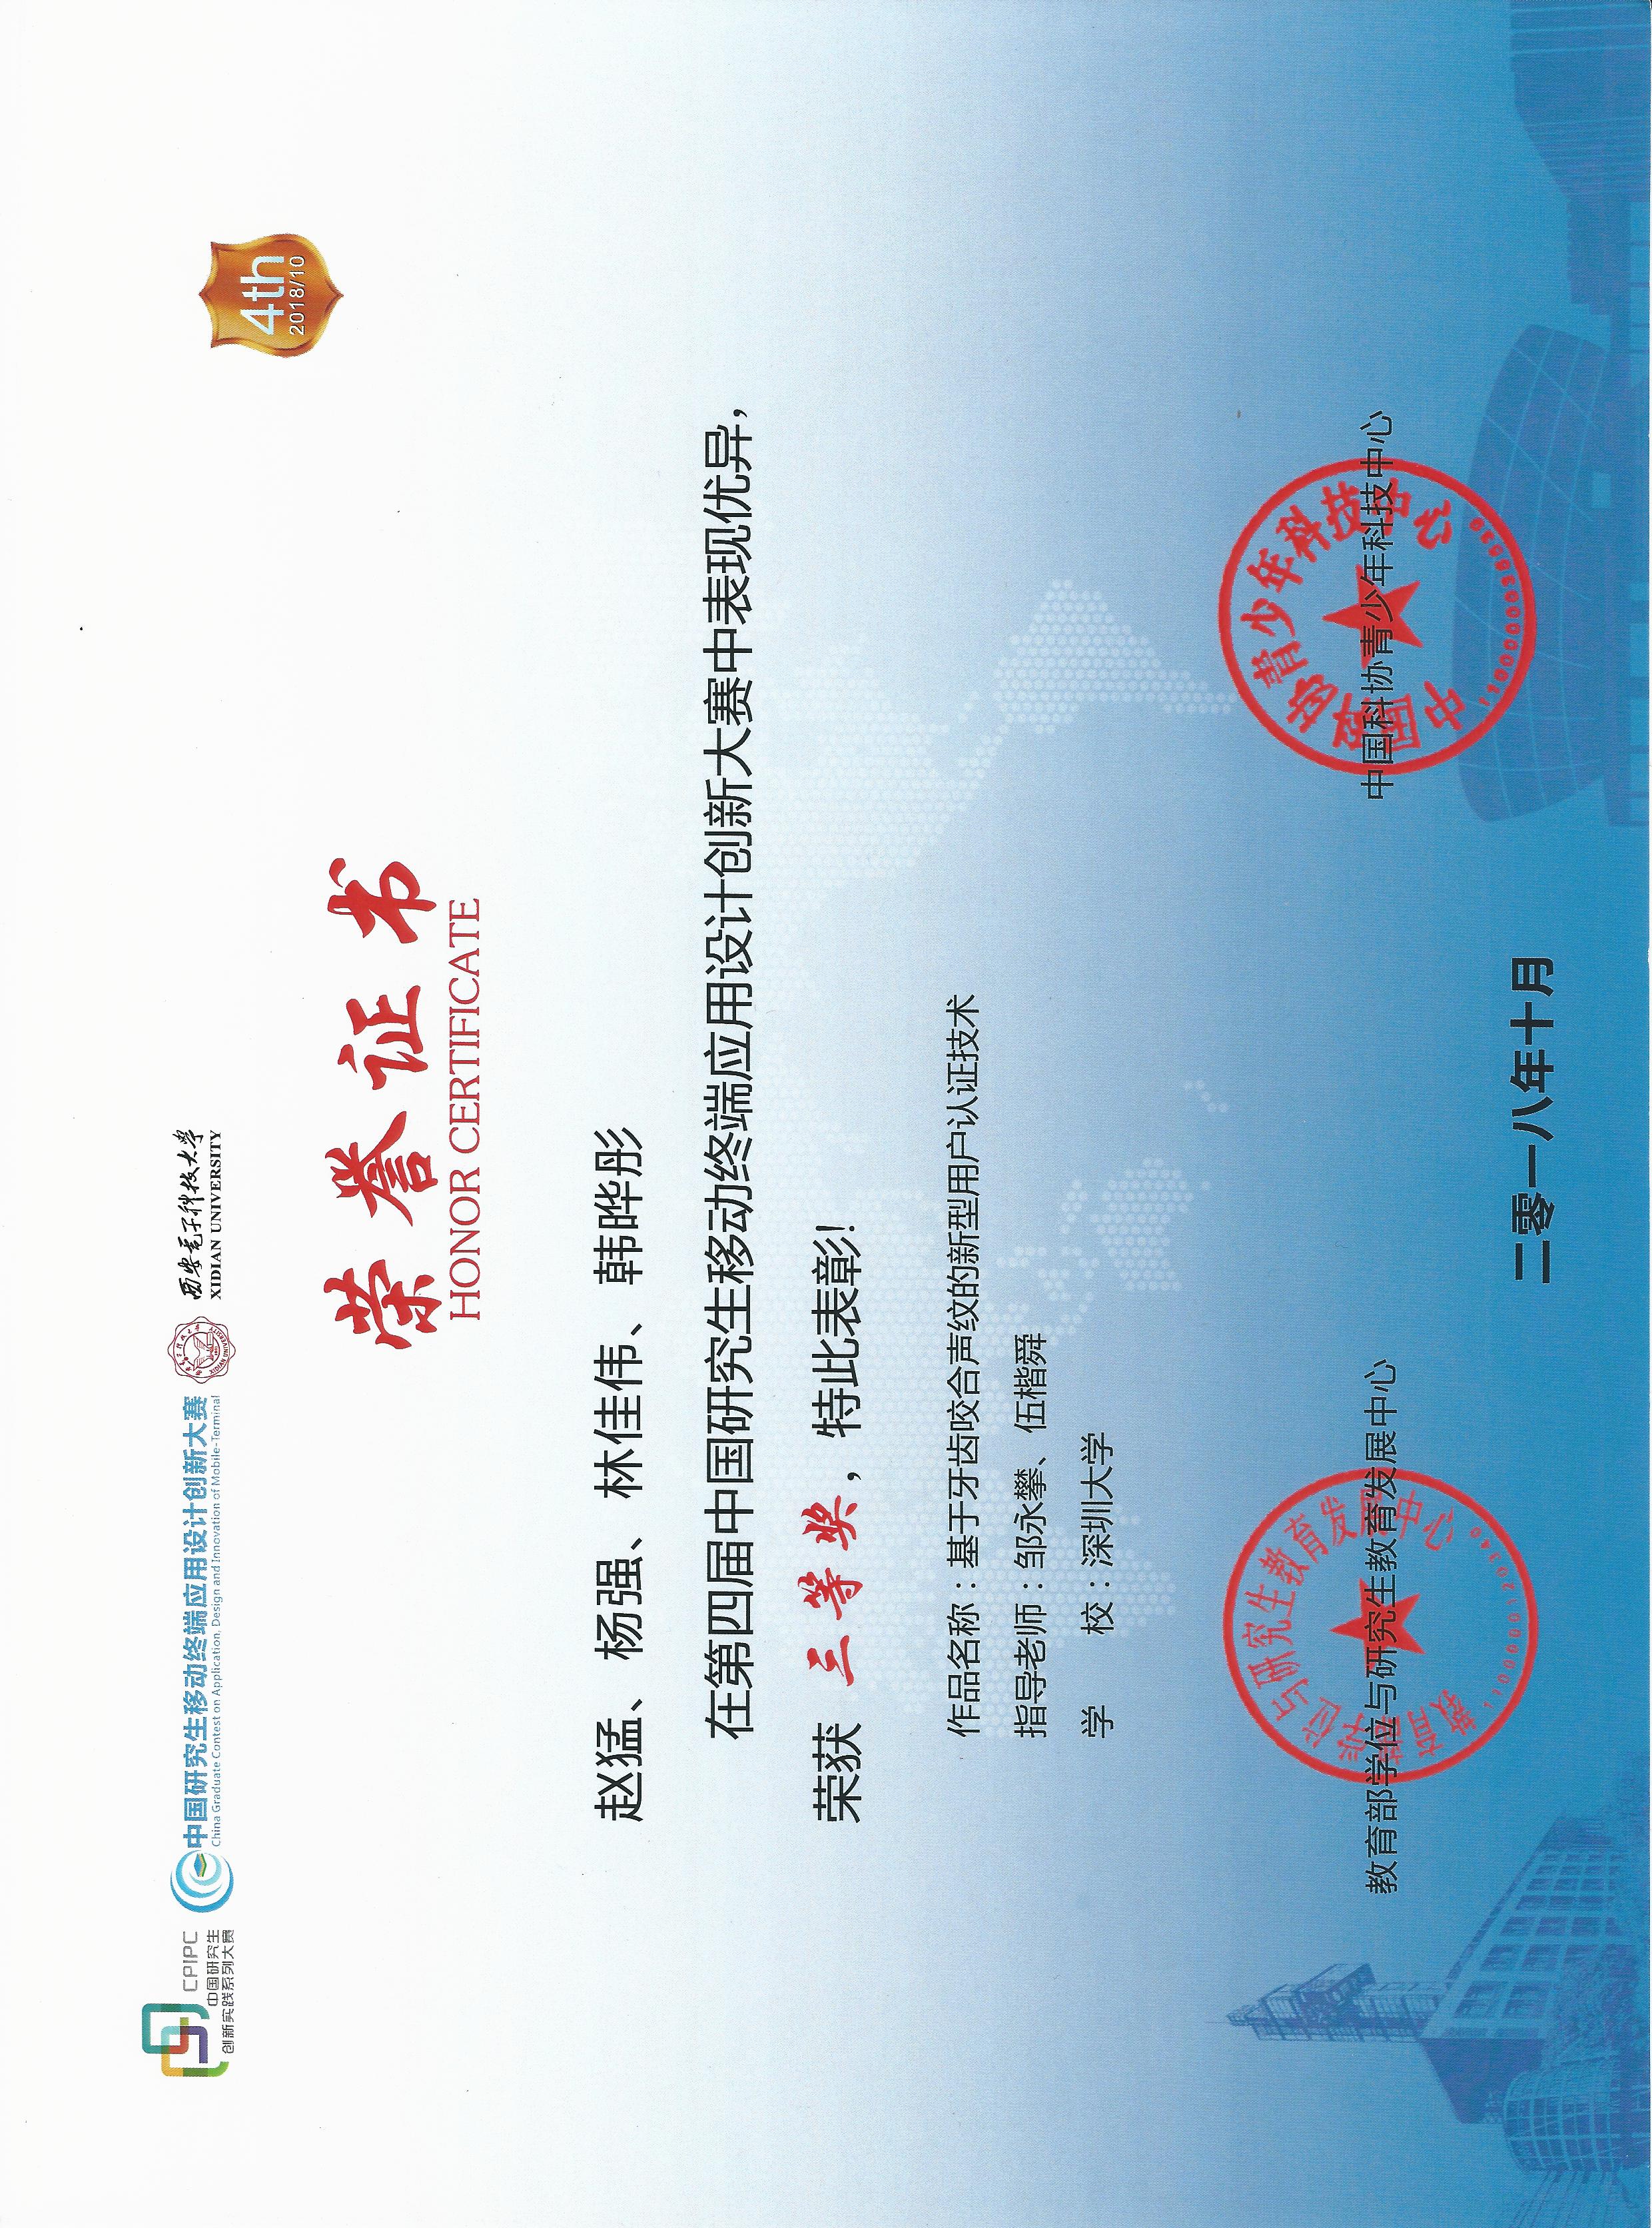 CPIPC
中国研究生
创新实践系列大赛
中国研究生移动终端应用设计创新大赛
China Graduate Contest on Application, Design and Innovation of Mobile-Terminal
西安电子科技大学
XIDIAN UNIVERSITY
4th
2018/10
荣誉证书
HONOR CERTIFICATE
赵猛、杨强、林佳伟、韩晔彤
在第四届中国研究生移动终端应用设计创新大赛中表现优异，
荣获 三等奖，特此表彰！
作品名称：基于牙齿咬合声纹的新型用户认证技术
指导老师：邹永攀、伍楷舜
学 校：深圳大学
教育部学位与研究生教育发展中心
教育部学位与研究生教育发展中心
中国科协青少年科技中心
中国科协青少年科技中心
二零一八年十月